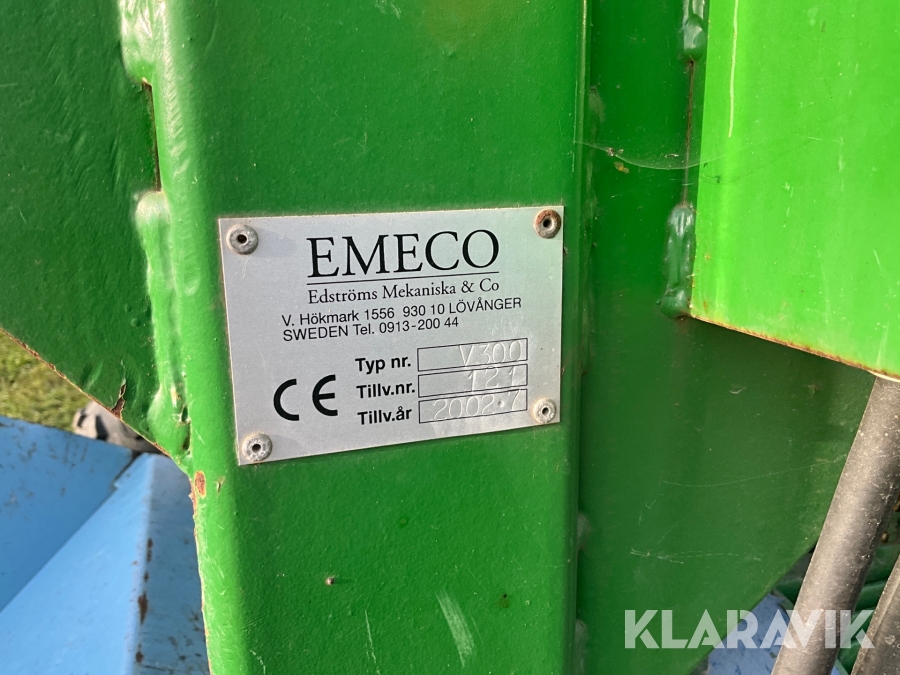 EMECO
Edströms Mekaniska & Co
V. Hökmark 1556 930 10 LÖVÅNGER
SWEDEN Tel. 0913-200 44
Typ nr. V300
Tillv.nr. 121
CE
Tillv.år 2002.7
KLARAVIK